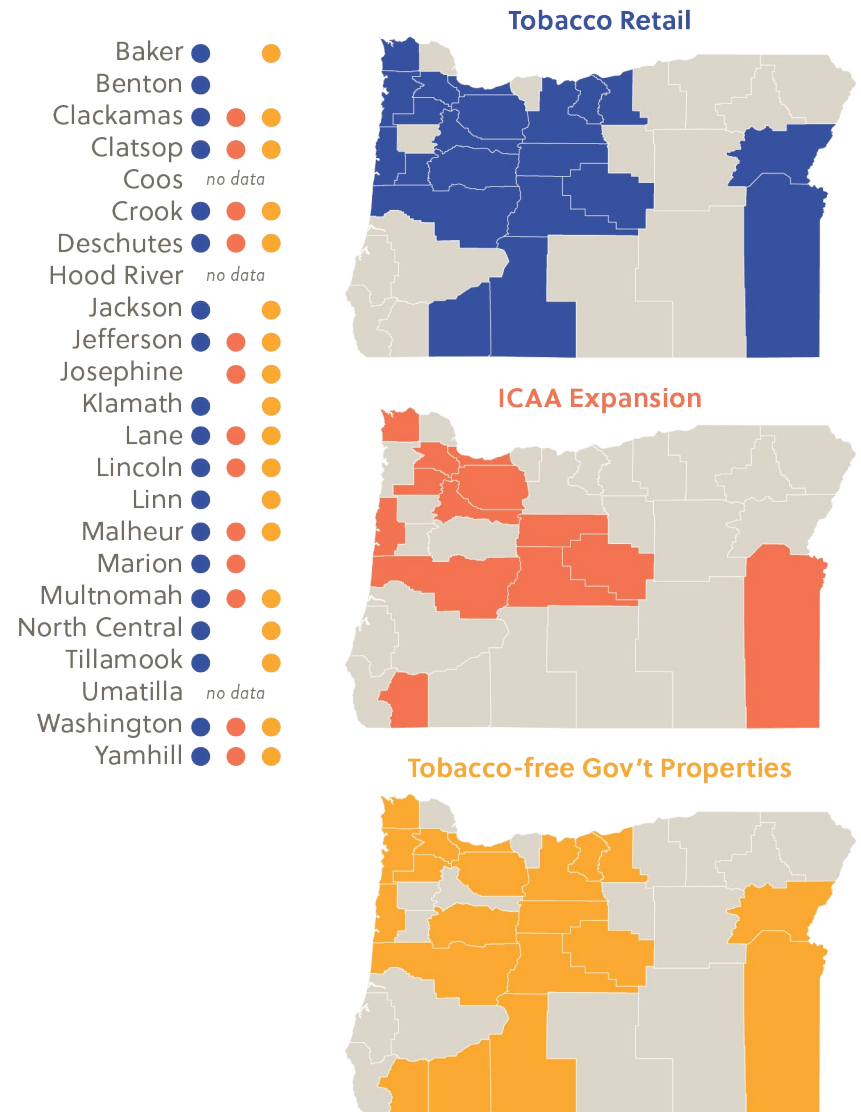 Tobacco Retail
Baker
Benton
Clackamas
Clatsop
Coos no data
Crook
Deschutes
Hood River no data
Jackson
Jefferson
Josephine
Klamath
Lane
Lincoln
Linn
Malheur
Marion
Multnomah
North Central
Tillamook
Umatilla no data
Washington
Yamhill
ICAA Expansion
Tobacco-free Gov't Properties